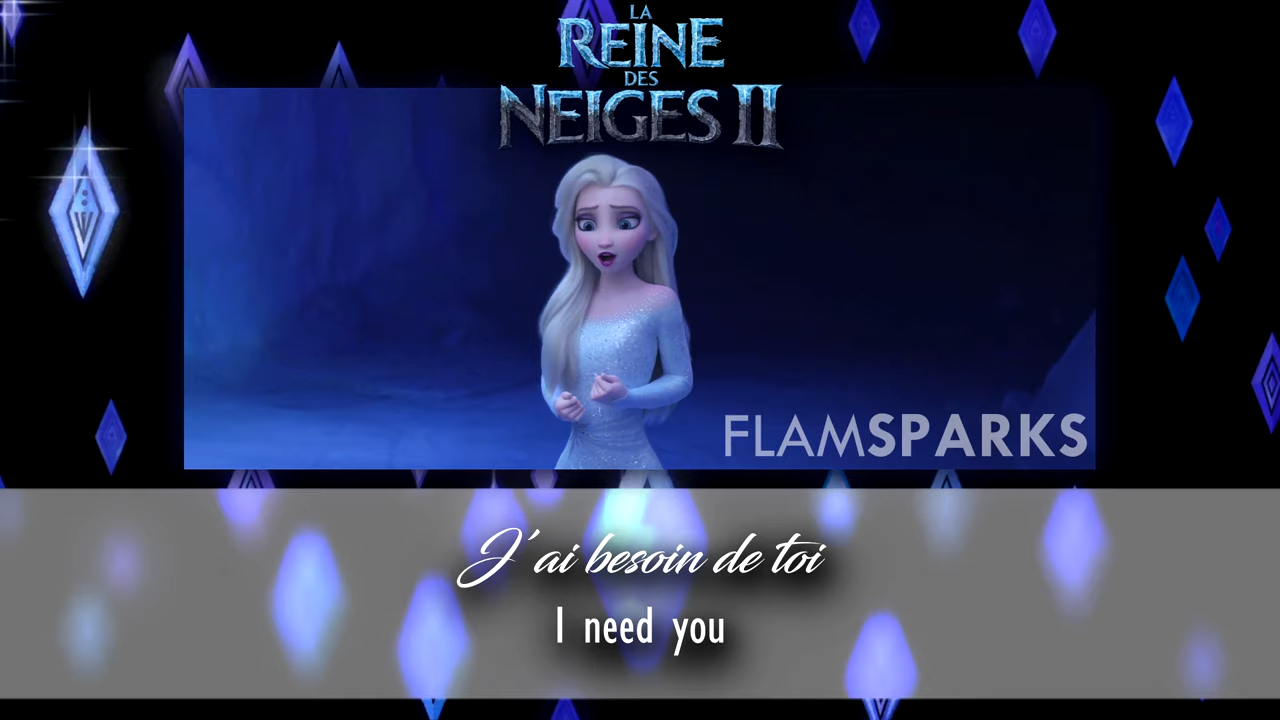 LA
REINE
DES
NEIGES II
FLAMSPARKS
J'ai besoin de toi
I need you